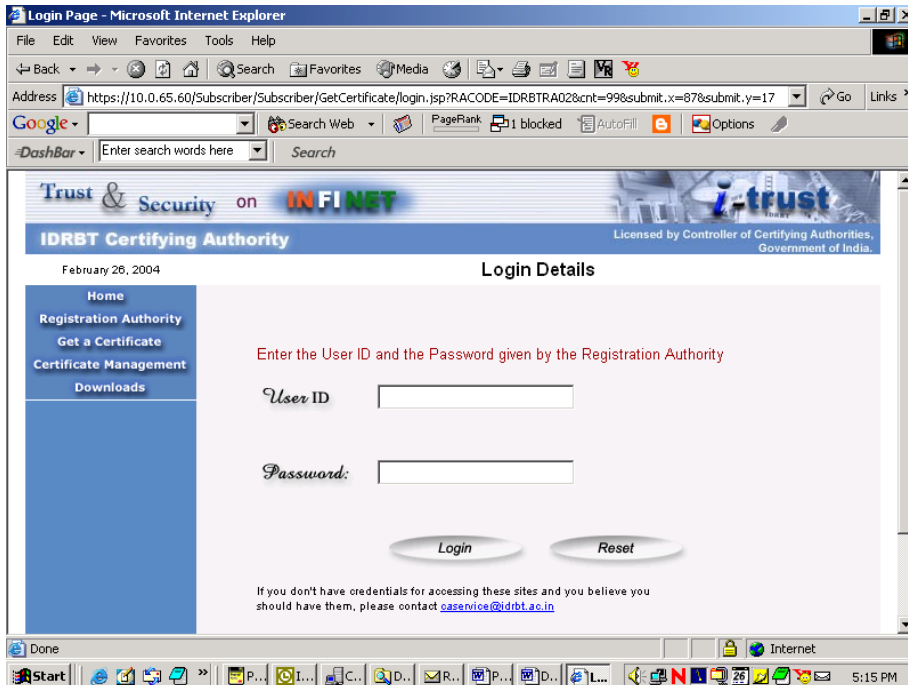 Login Page - Microsoft Internet Explorer
File Edit View Favorites Tools Help
Back Search Favorites Media
Address https://10.0.65.60/Subscriber/Subscriber/GetCertificate/login.jsp?RACODE=IDRBTRA02&cnt=99&submit.x=87&submit.y=17 Go Links
Google Search Web PageRank 1 blocked AutoFill Options
DashBar Enter search words here Search
Trust & Security on INFINET i-trust
IDRBT
IDRBT Certifying Authority Licensed by Controller of Certifying Authorities,
Government of India.
February 26, 2004 Login Details
Home
Registration Authority
Get a Certificate
Certificate Management
Downloads
Enter the User ID and the Password given by the Registration Authority
User ID
Password:
Login Reset
If you don't have credentials for accessing these sites and you believe you
should have them, please contact caservice@idrbt.ac.in
Done Internet
Start » P... I... C... D... R... P... D... L... 26 5:15 PM